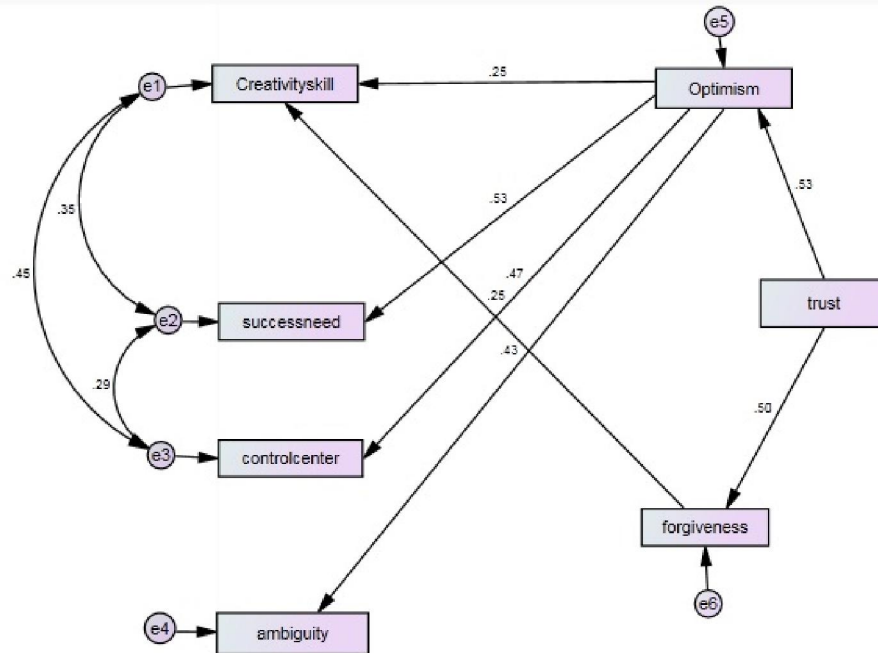 e5
e1
Creativityskill
.25
Optimism
.35
.53
.53
.45
.47
.25
trust
e2
successneed
.43
.29
.50
e3
controlcenter
forgiveness
e4
ambiguity
e6